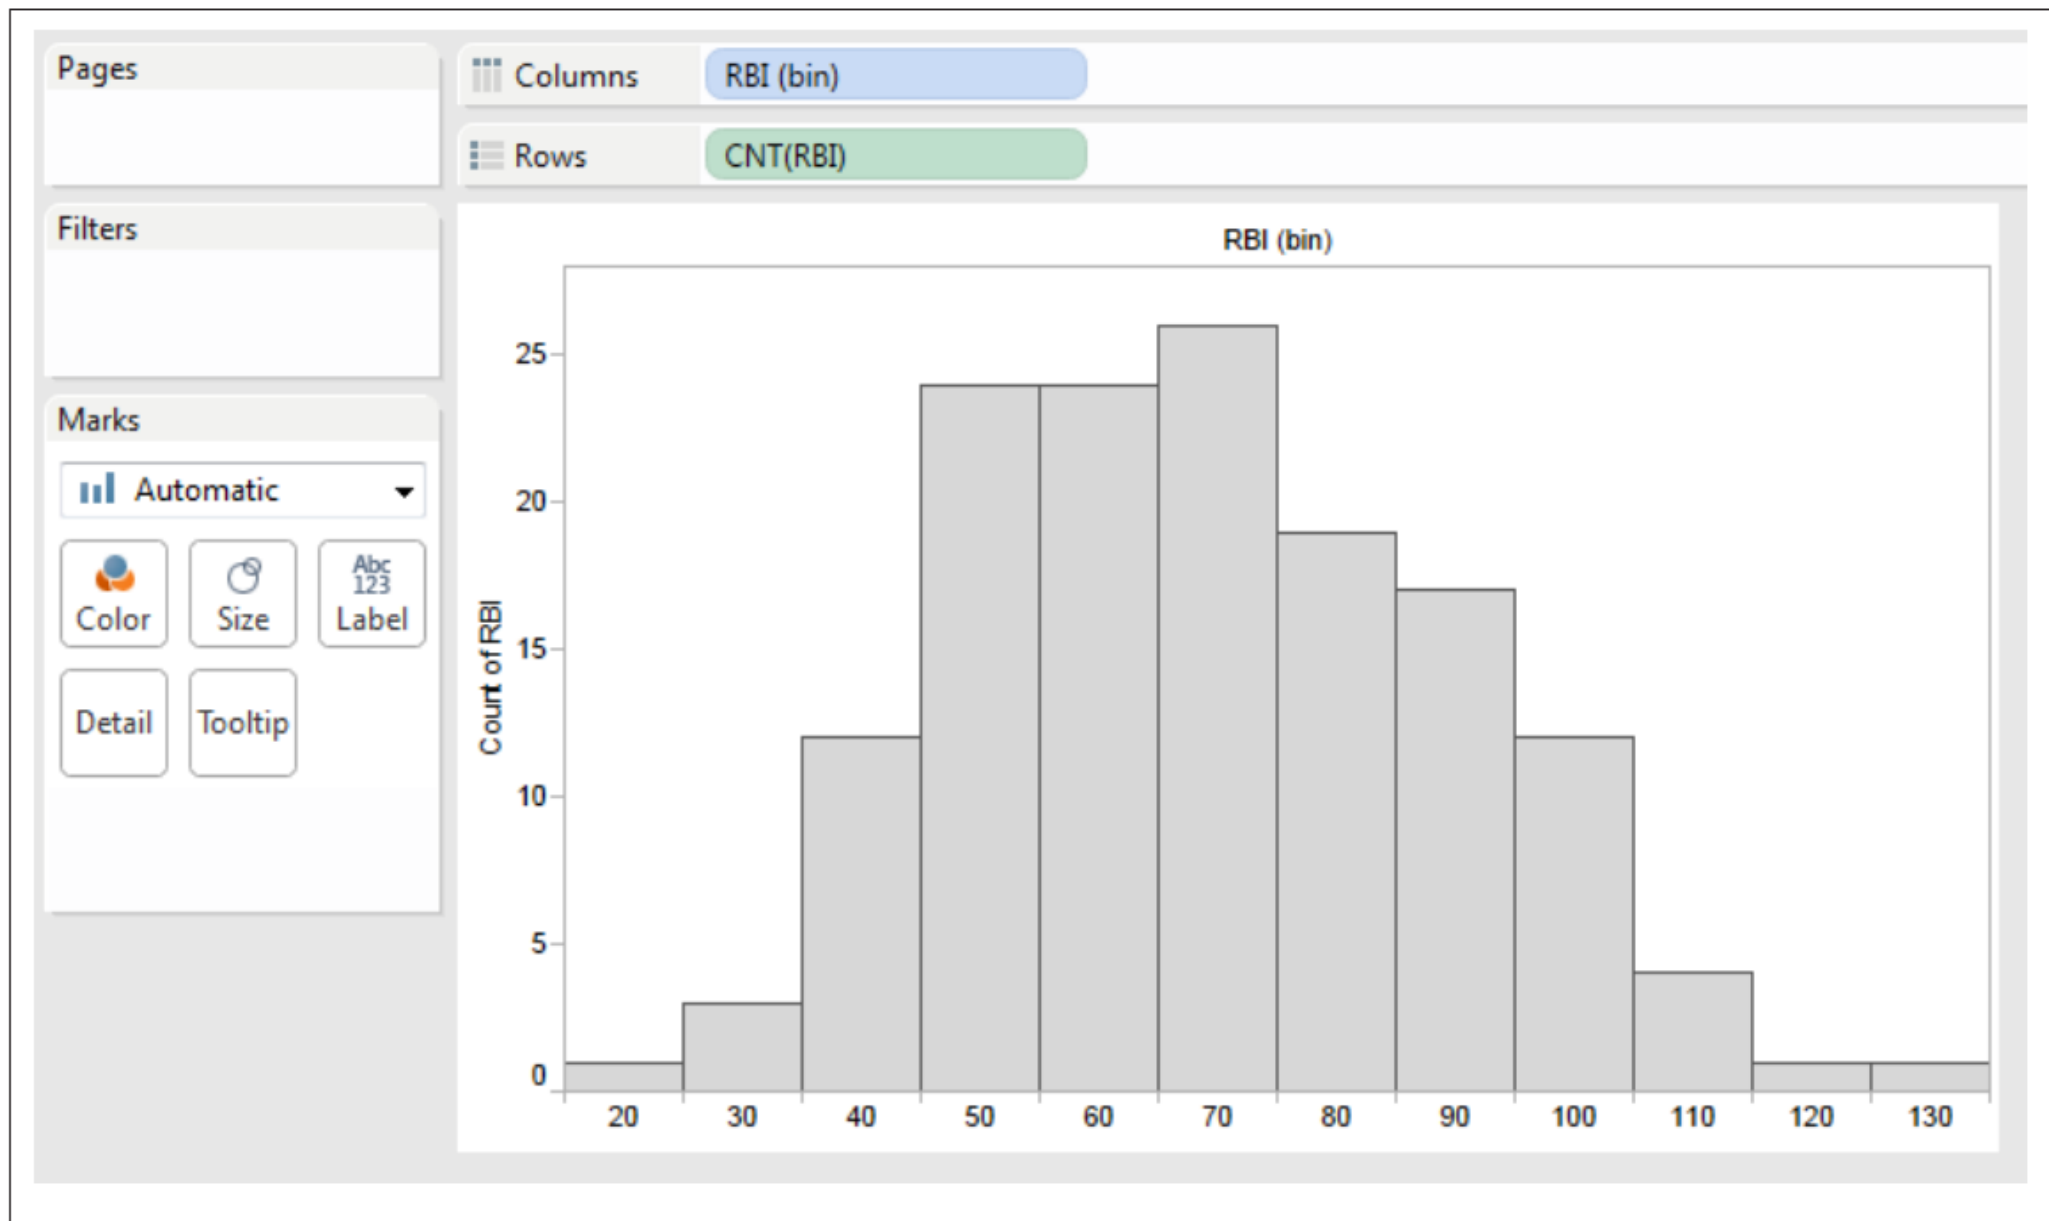 Pages
Columns
RBI (bin)
Rows
CNT(RBI)
Filters
RBI (bin)
Marks
Automatic
Color
Size
Abc
123
Label
Detail
Tooltip
Count of RBI
25
20
15
10
5
0
20 30 40 50 60 70 80 90 100 110 120 130